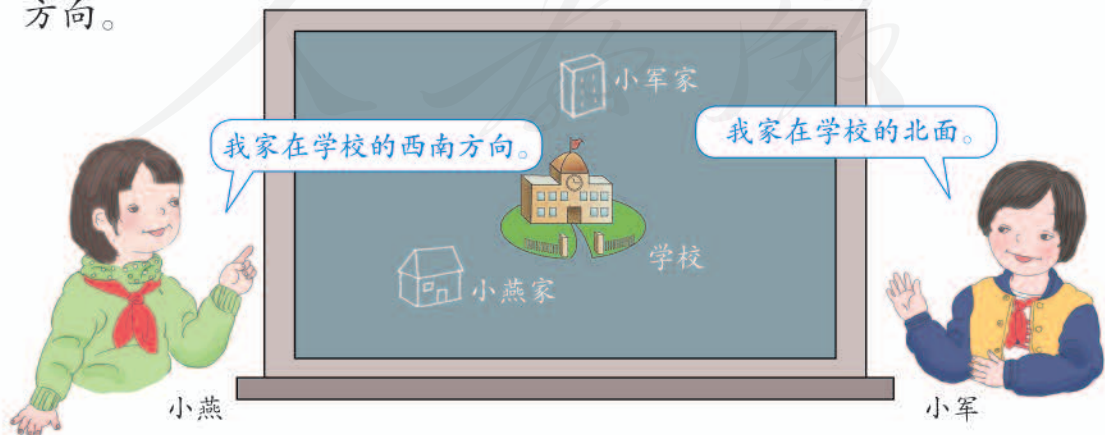 方向。
小军家
我家在学校的西南方向。
我家在学校的北面。
学校
小燕家
小燕
小军